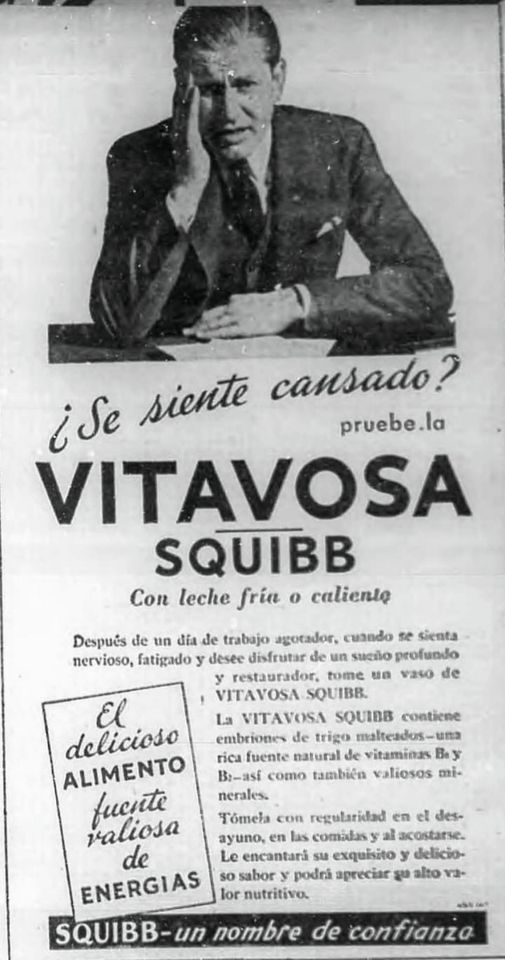 ¿Se siente cansado?
pruebe.la
VITAVOSA
SQUIBB
Con leche fría o caliente
Después de un día de trabajo agotador, cuando se sienta
nervioso, fatigado y desee disfrutar de un sueño profundo
y restaurador, tome un vaso de
VITAVOSA SQUIBB.
La VITAVOSA SQUIBB contiene
embriones de trigo malteados—una
rica fuente natural de vitaminas B₆ y
B₂—así como también valiosos mi-
nerales.
Tómela con regularidad en el des-
ayuno, en las comidas y al acostarse.
Le encantará su exquisito y delicio-
so sabor y podrá apreciar su alto va-
lor nutritivo.
El
delicioso
ALIMENTO
fuente
valiosa
de
ENERGIAS
SQUIBB-un nombre de confianza